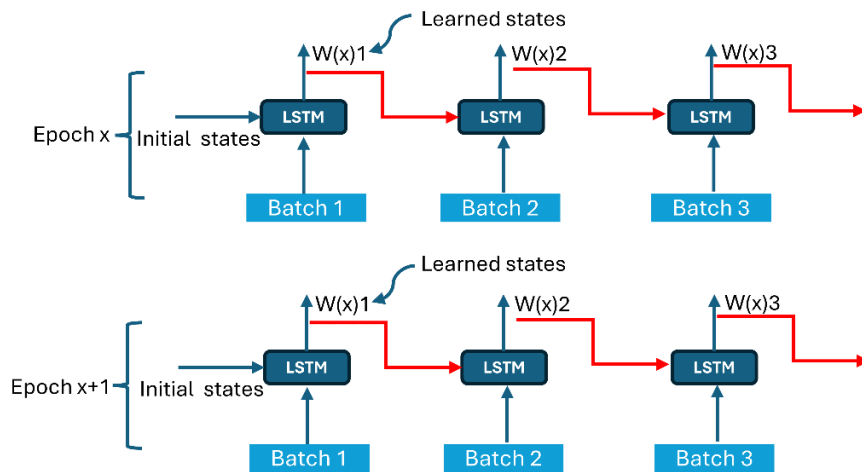 Learned states
W(x)1
W(x)2
W(x)3
LSTM
LSTM
LSTM
Epoch x
Initial states
Batch 1
Batch 2
Batch 3
Learned states
W(x)1
W(x)2
W(x)3
LSTM
LSTM
LSTM
Epoch x+1
Initial states
Batch 1
Batch 2
Batch 3